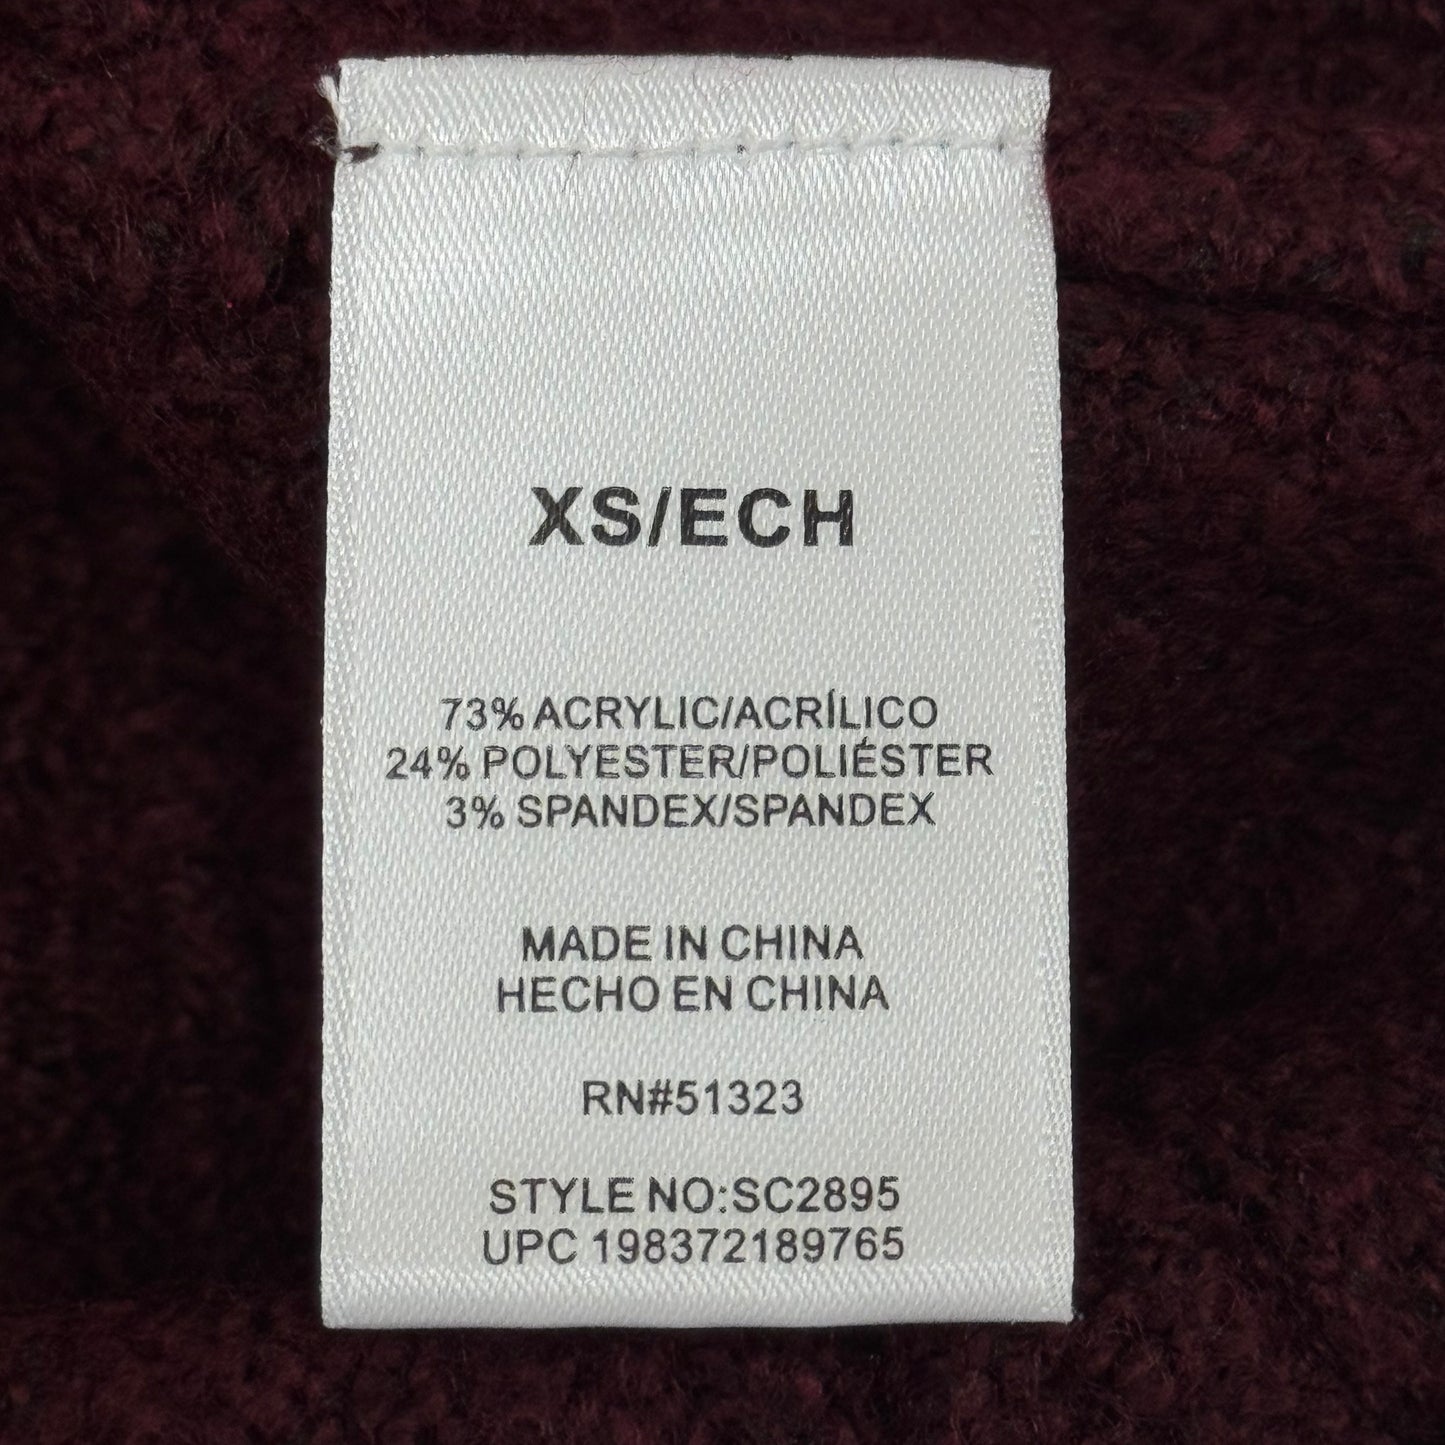 XS/ECH
73% ACRYLIC/ACRÍLICO
24% POLYESTER/POLIÉSTER
3% SPANDEX/SPANDEX
MADE IN CHINA
HECHO EN CHINA
RN#51323
STYLE NO:SC2895
UPC 198372189765